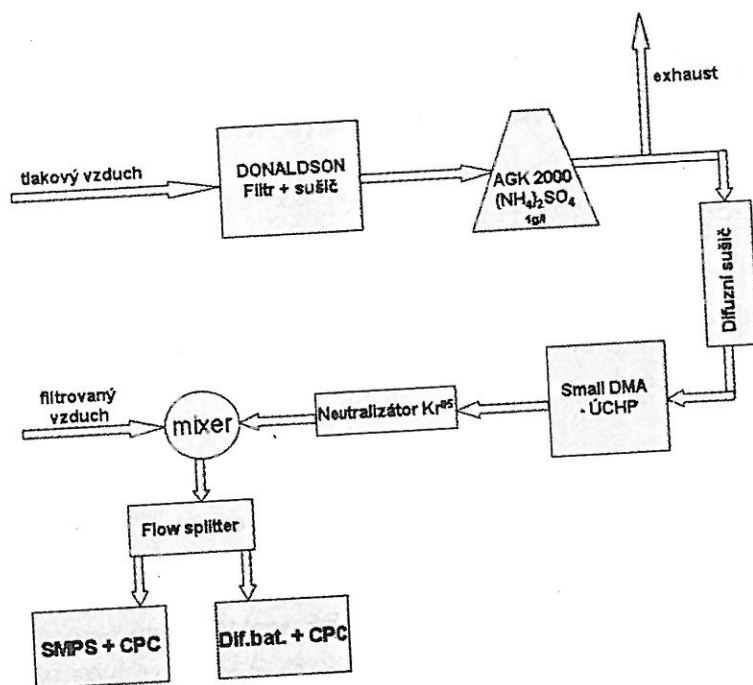 exhaust
tlakový vzduch
DONALDSON
Filtr + sušič
AGK 2000
(NH₄)₂SO₄
1g/l
Difuzní sušič
Small DMA
- ÚCHP
Neutralizátor Kr⁸⁵
filtrovaný
vzduch
mixer
Flow splitter
SMPS + CPC
Dif.bat. + CPC